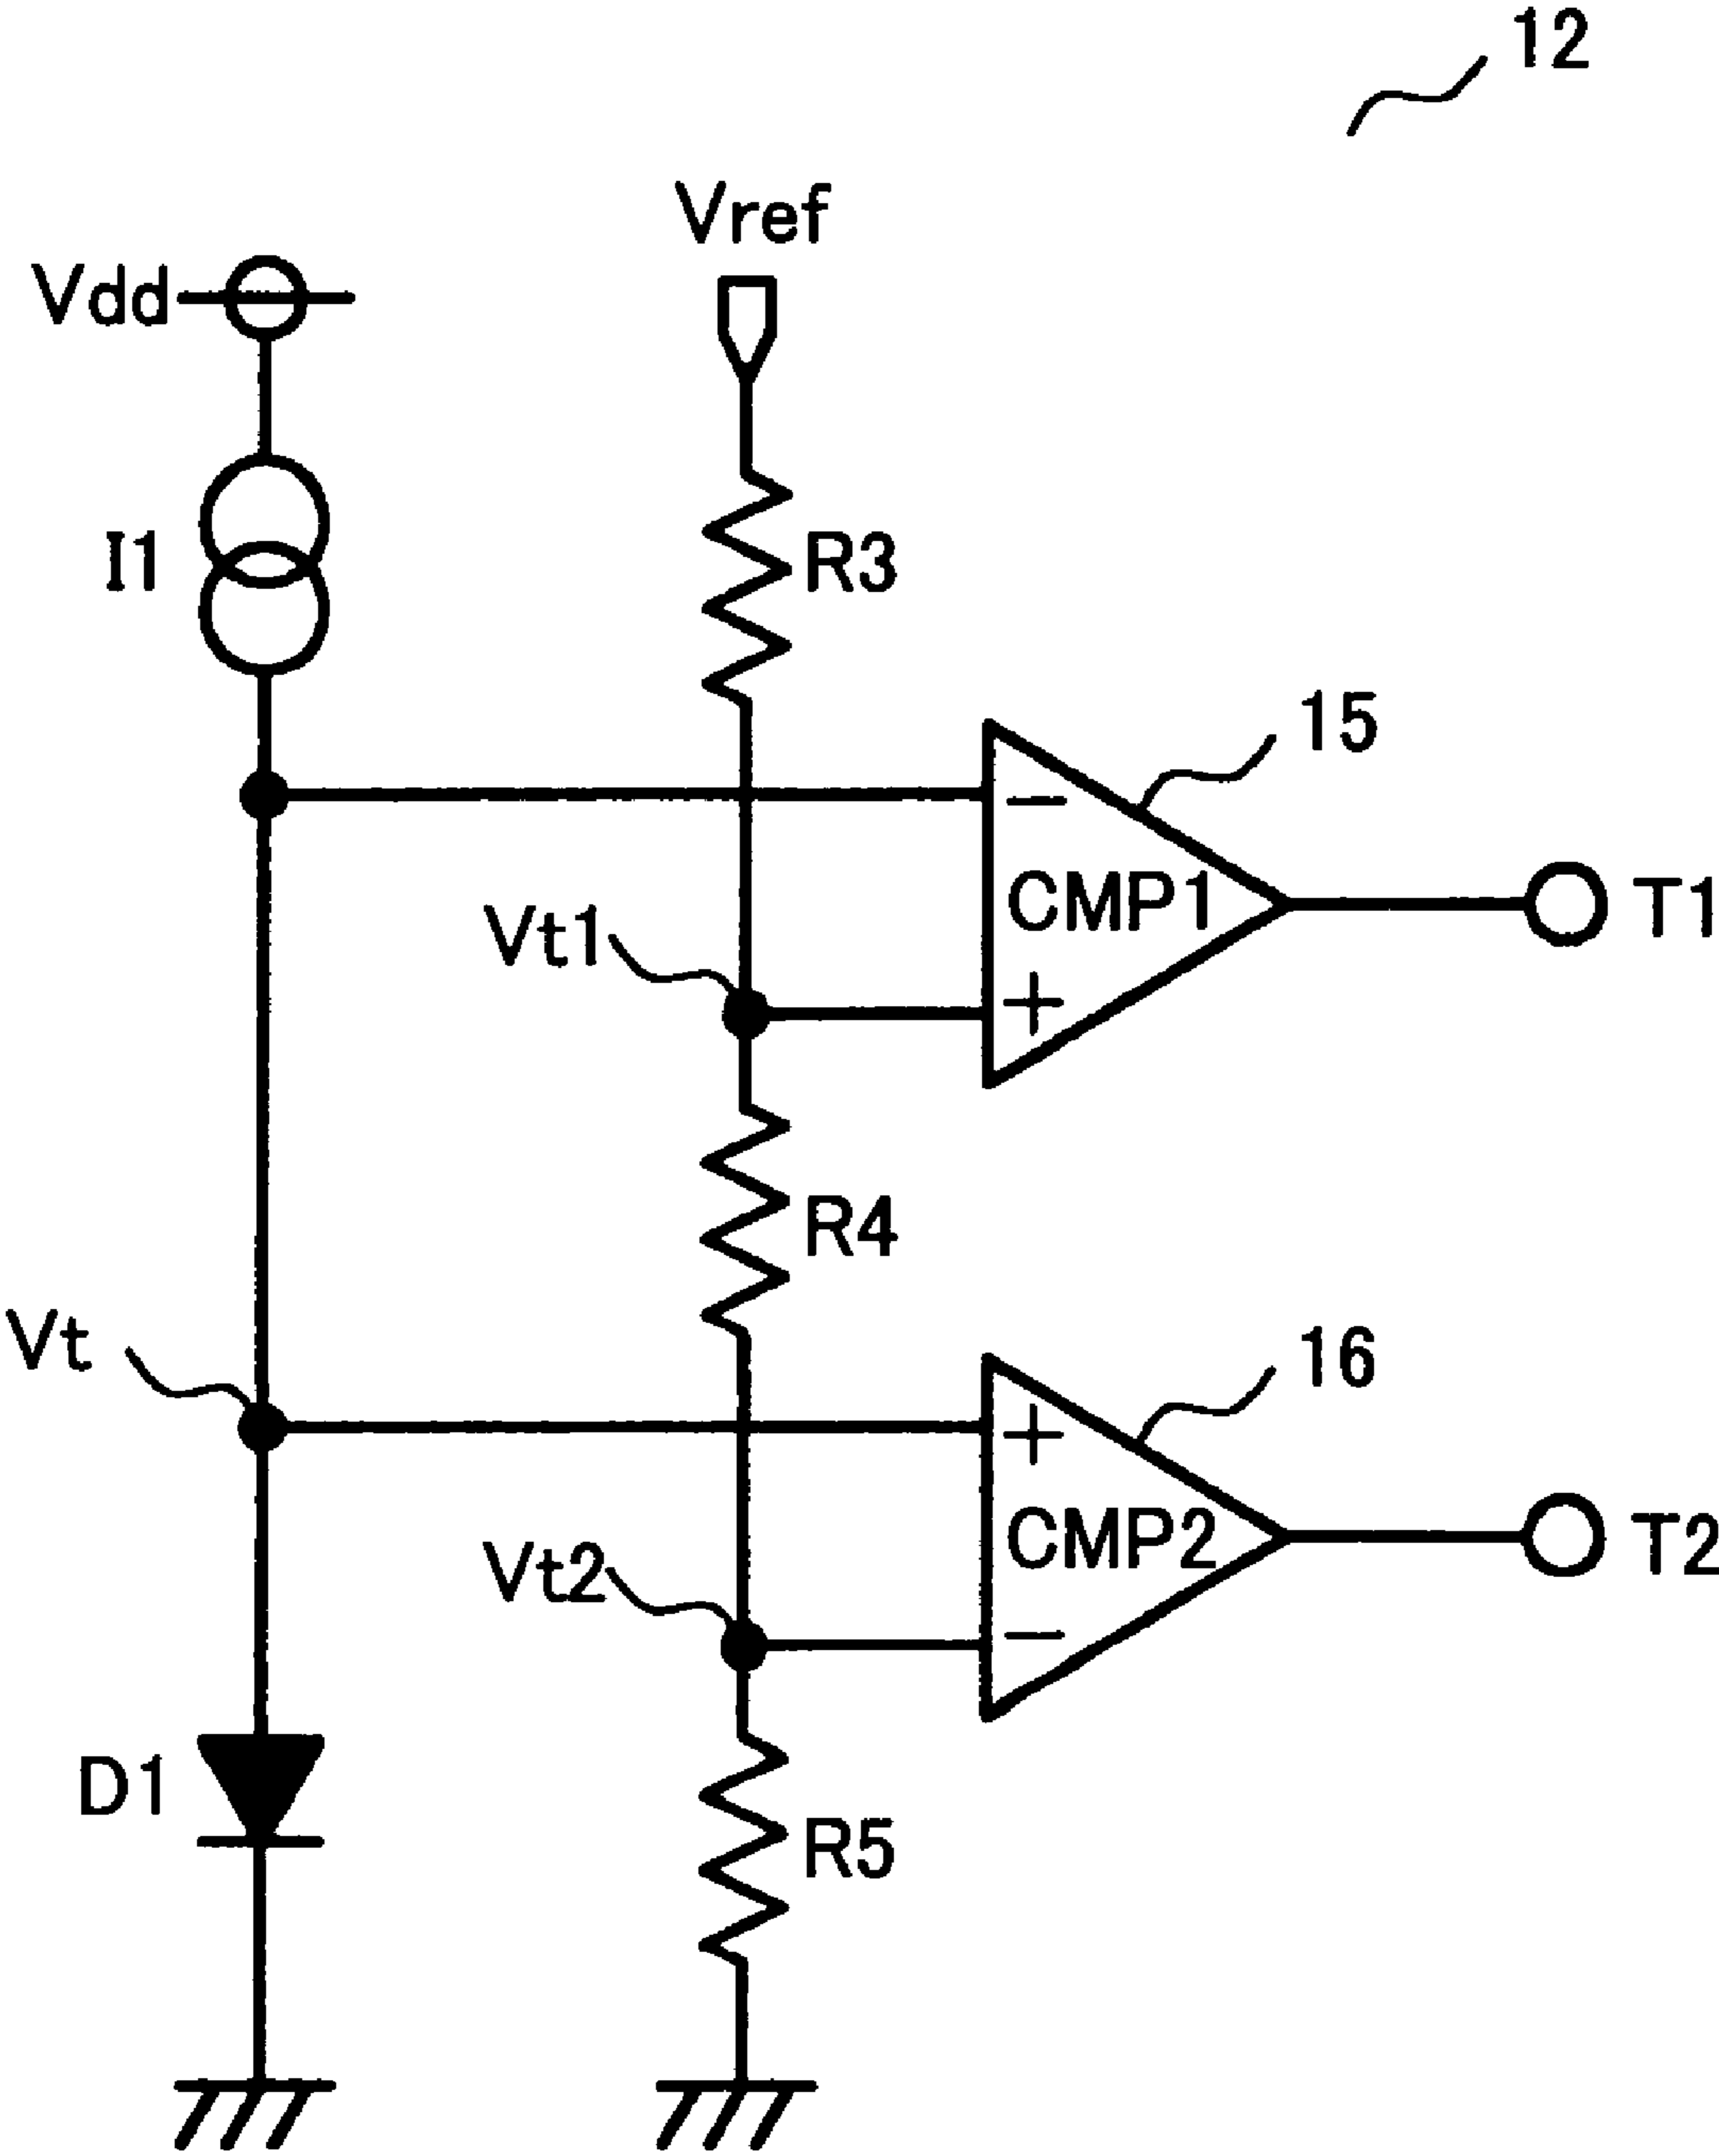 12
Vref
Vdd
I1
R3
15
−
CMP1
T1
Vt1
+
R4
Vt
16
+
CMP2
T2
Vt2
−
D1
R5